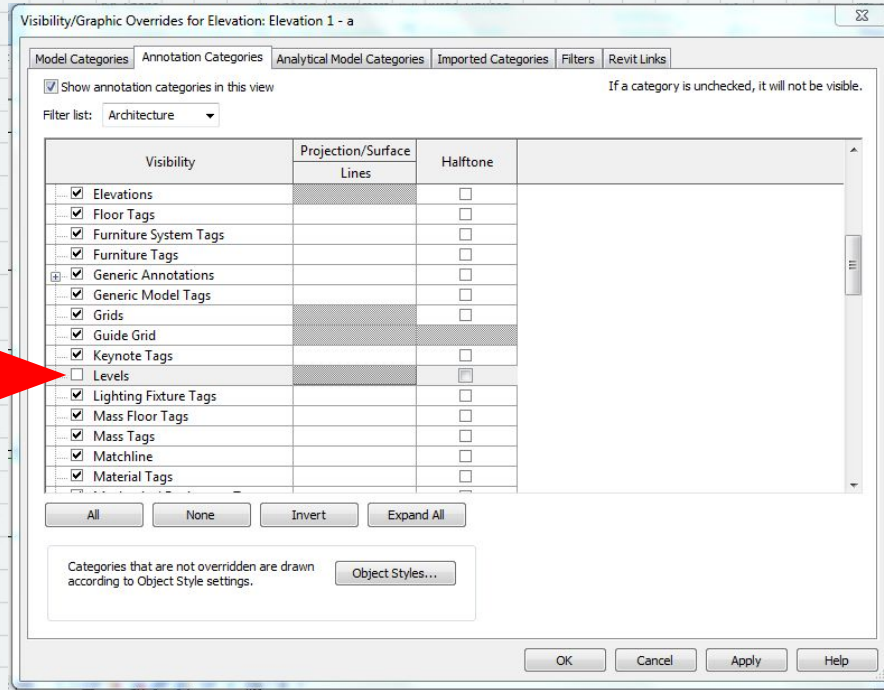 Visibility/Graphic Overrides for Elevation: Elevation 1 - a
Model Categories Annotation Categories Analytical Model Categories Imported Categories Filters Revit Links
Show annotation categories in this view
If a category is unchecked, it will not be visible.
Filter list: Architecture
Visibility Projection/Surface Halftone
Lines
Elevations
Floor Tags
Furniture System Tags
Furniture Tags
Generic Annotations
Generic Model Tags
Grids
Guide Grid
Keynote Tags
Levels
Lighting Fixture Tags
Mass Floor Tags
Mass Tags
Matchline
Material Tags
All None Invert Expand All
Categories that are not overridden are drawn
according to Object Style settings.
Object Styles...
OK Cancel Apply Help